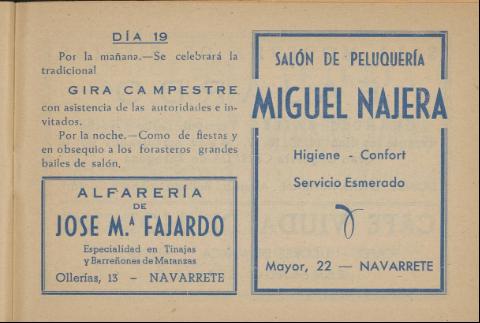 DÍA 19
Por la mañana.—Se celebrará la
tradicional
GIRA CAMPESTRE
con asistencia de las autoridades e in-
vitados.
Por la noche.—Como de fiestas y
en obsequio a los forasteros grandes
bailes de salón.
ALFARERÍA
DE
JOSE M.ª FAJARDO
Especialidad en Tinajas
y Barreñones de Matanzas
Ollerías, 13 - NAVARRETE
SALÓN DE PELUQUERÍA
MIGUEL NAJERA
Higiene - Confort
Servicio Esmerado
Mayor, 22 — NAVARRETE